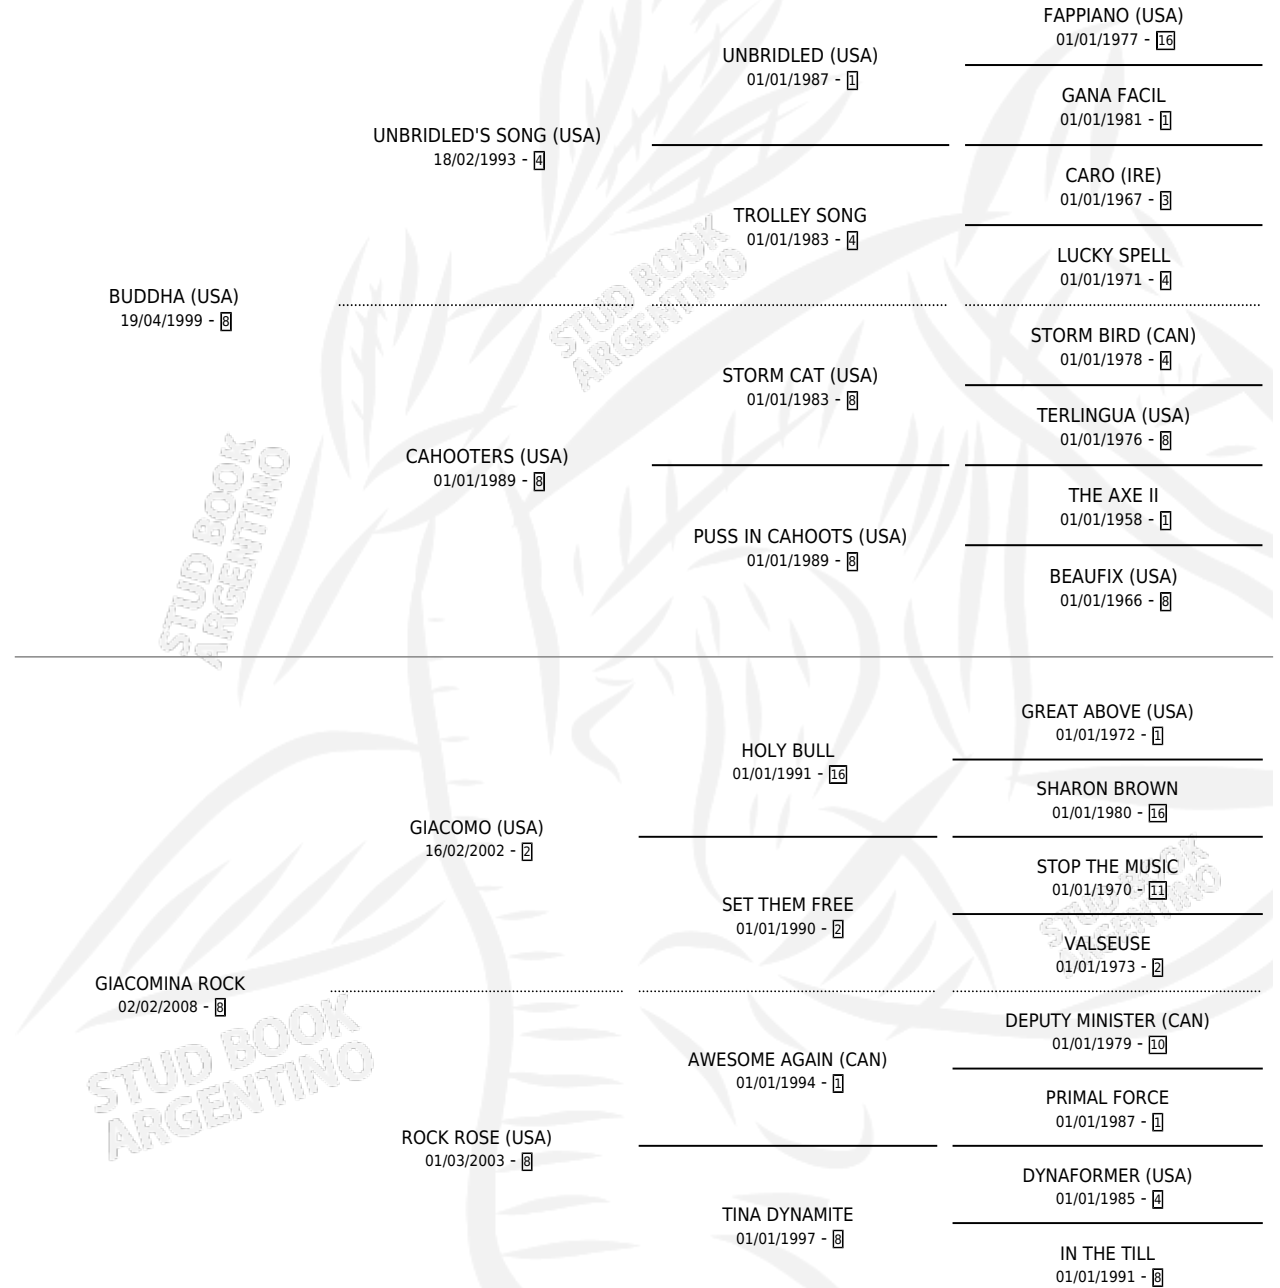 FAPPIANO (USA)
01/01/1977 - 16
UNBRIDLED (USA)
01/01/1987 - 1
GANA FACIL
01/01/1981 - 1
UNBRIDLED'S SONG (USA)
18/02/1993 - 4
CARO (IRE)
01/01/1967 - 3
TROLLEY SONG
01/01/1983 - 4
LUCKY SPELL
01/01/1971 - 4
BUDDHA (USA)
19/04/1999 - 8
STUD BOOK
ARGENTINO
STORM BIRD (CAN)
01/01/1978 - 4
STORM CAT (USA)
01/01/1983 - 8
TERLINGUA (USA)
01/01/1976 - 8
CAHOOTERS (USA)
01/01/1989 - 8
THE AXE II
01/01/1958 - 1
PUSS IN CAHOOTS (USA)
01/01/1989 - 8
BEAUFIX (USA)
01/01/1966 - 8
STUD BOOK
ARGENTINO
GREAT ABOVE (USA)
01/01/1972 - 1
HOLY BULL
01/01/1991 - 16
SHARON BROWN
01/01/1980 - 16
GIACOMO (USA)
16/02/2002 - 2
STOP THE MUSIC
01/01/1970 - 11
SET THEM FREE
01/01/1990 - 2
STUD BOOK
ARGENTINO
VALSEUSE
01/01/1973 - 2
GIACOMINA ROCK
02/02/2008 - 8
DEPUTY MINISTER (CAN)
01/01/1979 - 10
AWESOME AGAIN (CAN)
01/01/1994 - 1
STUD BOOK
ARGENTINO
PRIMAL FORCE
01/01/1987 - 1
ROCK ROSE (USA)
01/03/2003 - 8
DYNAFORMER (USA)
01/01/1985 - 4
TINA DYNAMITE
01/01/1997 - 8
IN THE TILL
01/01/1991 - 8